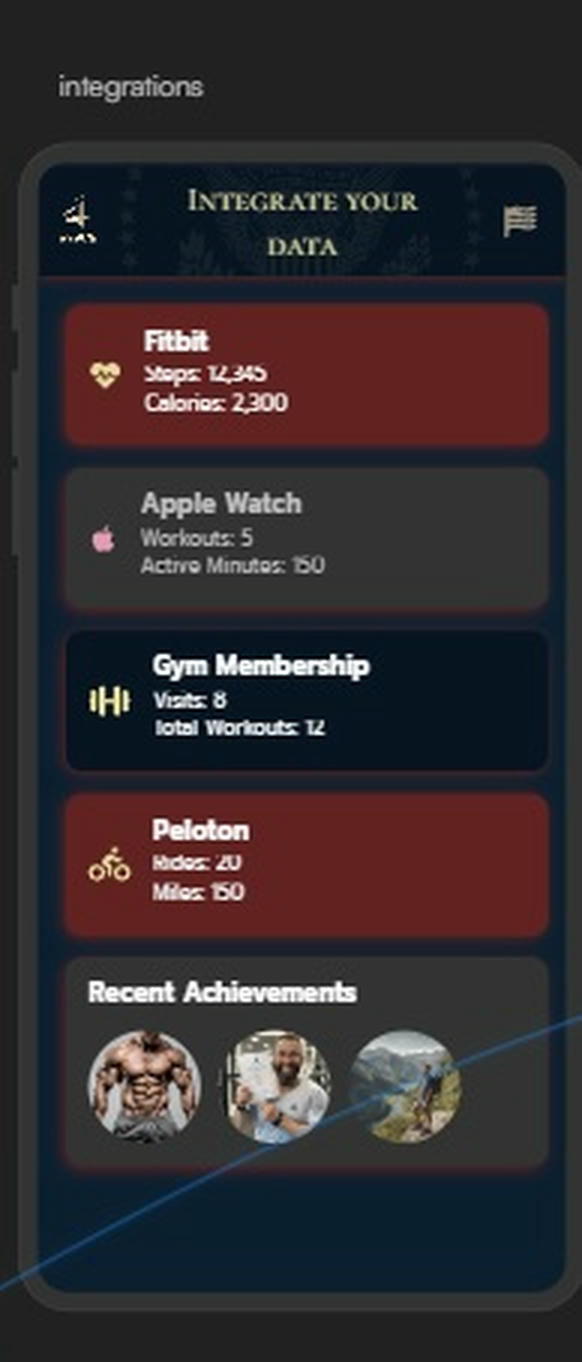 integrations
INTEGRATE YOUR
DATA
Fitbit
Steps: 12,345
Calories: 2,300
Apple Watch
Workouts: 5
Active Minutes: 150
Gym Membership
Visits: 8
Total Workouts: 12
Peloton
Rides: 20
Miles: 150
Recent Achievements